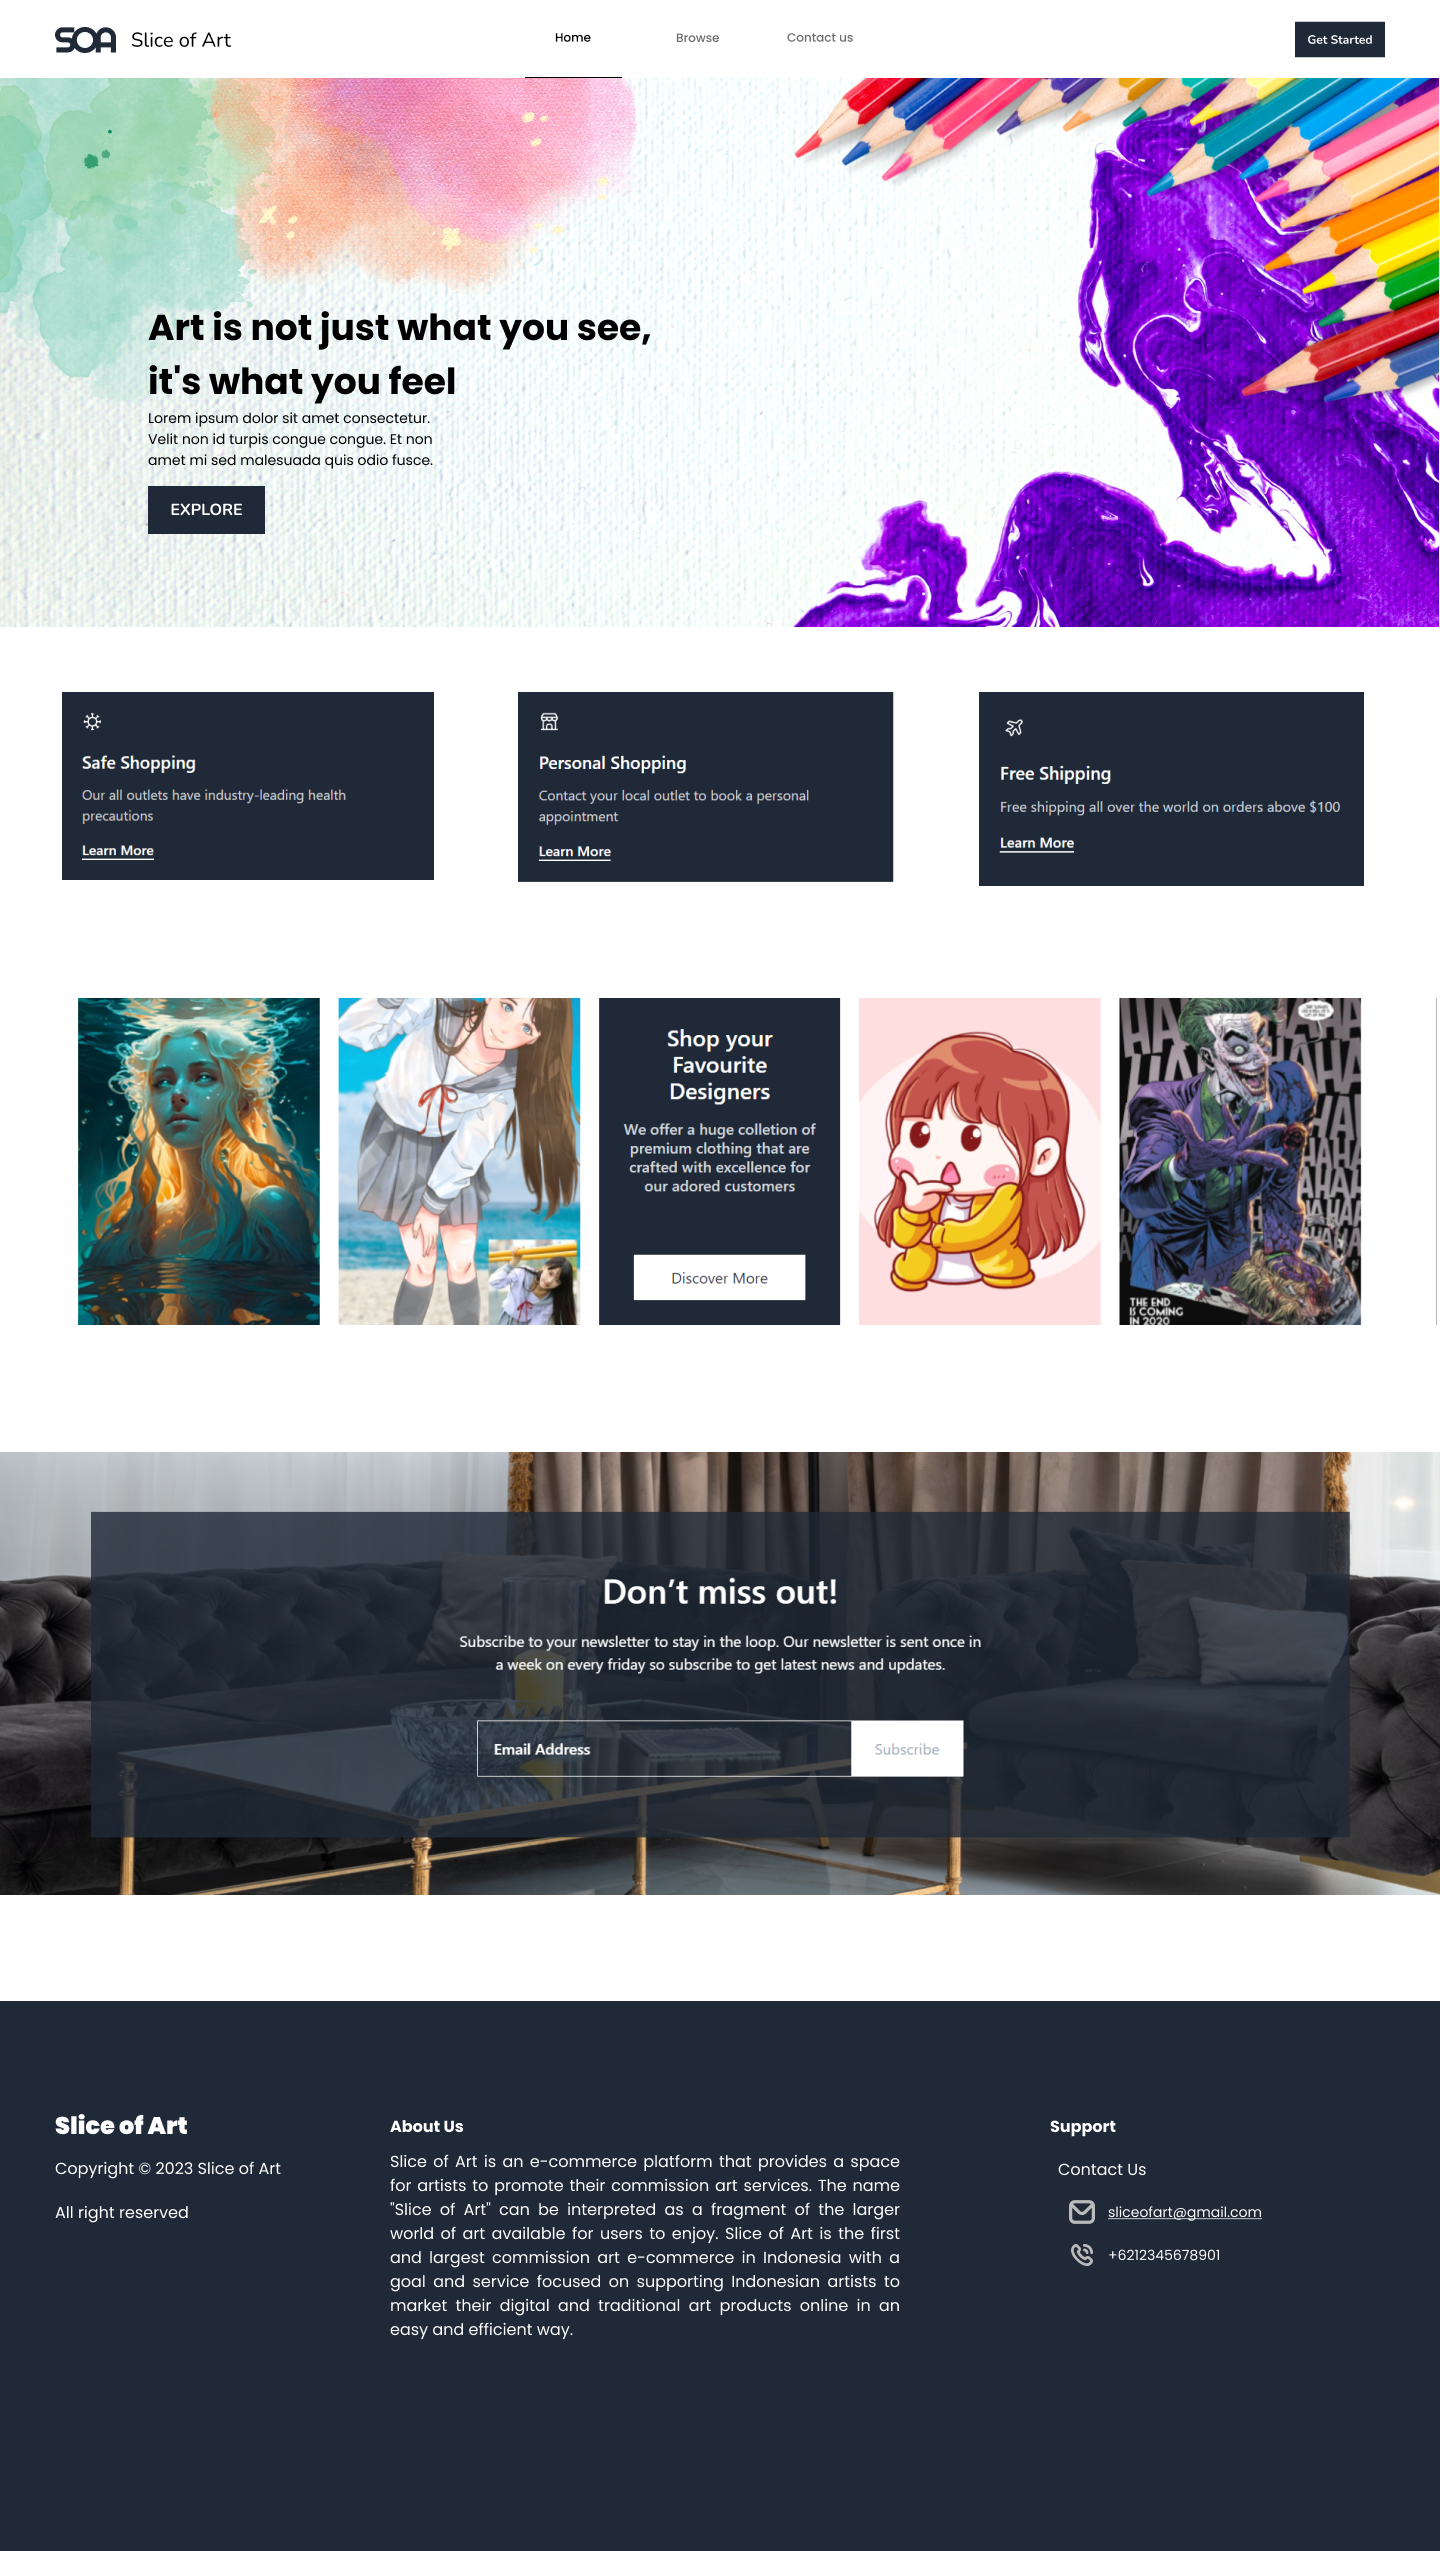 SOA Slice of Art
Home
Browse
Contact us
Get Started
Art is not just what you see,
it's what you feel
Lorem ipsum dolor sit amet consectetur.
Velit non id turpis congue congue. Et non
amet mi sed malesuada quis odio fusce.
EXPLORE
Safe Shopping
Our all outlets have industry-leading health
precautions
Learn More
Personal Shopping
Contact your local outlet to book a personal
appointment
Learn More
Free Shipping
Free shipping all over the world on orders above $100
Learn More
Shop your
Favourite
Designers
We offer a huge colletion of
premium clothing that are
crafted with excellence for
our adored customers
Discover More
THE END
IS COMING
IN 2020
Don't miss out!
Subscribe to your newsletter to stay in the loop. Our newsletter is sent once in
a week on every friday so subscribe to get latest news and updates.
Email Address
Subscribe
Slice of Art
Copyright © 2023 Slice of Art
All right reserved
About Us
Slice of Art is an e-commerce platform that provides a space
for artists to promote their commission art services. The name
"Slice of Art" can be interpreted as a fragment of the larger
world of art available for users to enjoy. Slice of Art is the first
and largest commission art e-commerce in Indonesia with a
goal and service focused on supporting Indonesian artists to
market their digital and traditional art products online in an
easy and efficient way.
Support
Contact Us
sliceofart@gmail.com
+6212345678901